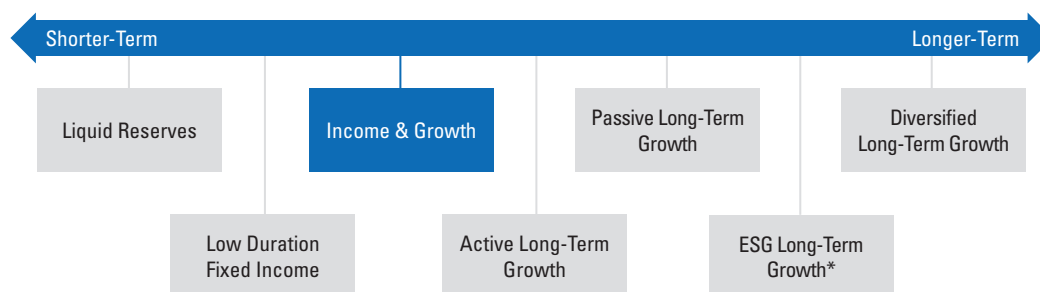 Shorter-Term
Longer-Term
Liquid Reserves
Income & Growth
Passive Long-Term
Growth
Diversified
Long-Term Growth
Low Duration
Fixed Income
Active Long-Term
Growth
ESG Long-Term
Growth*